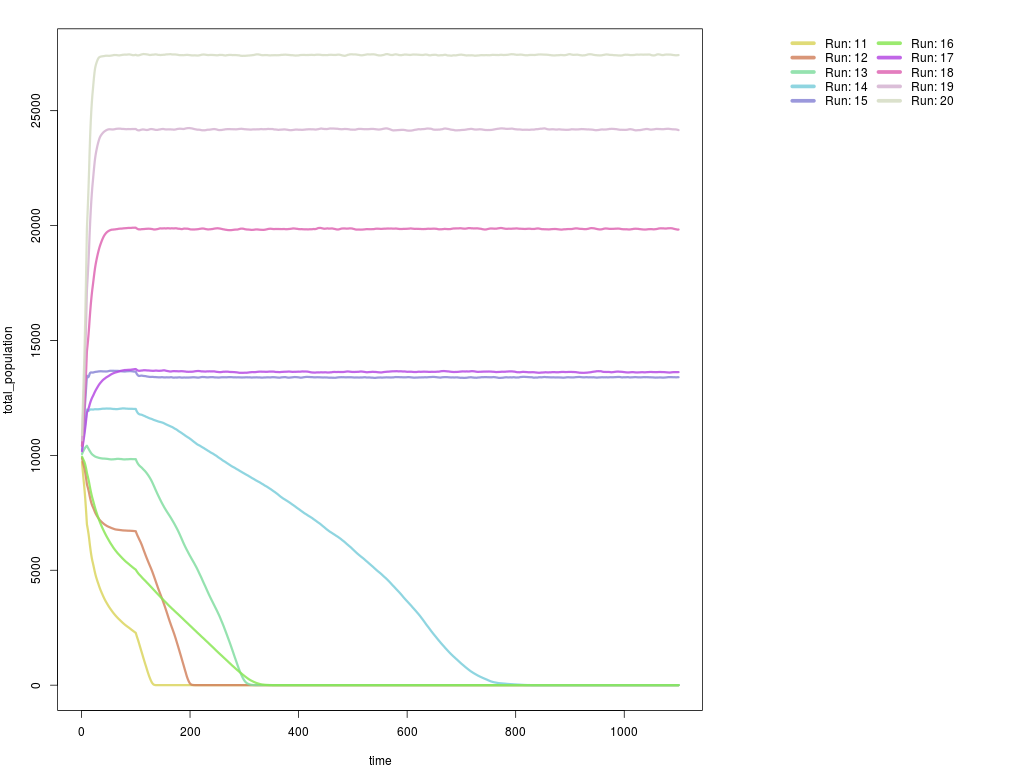 Run: 11
Run: 12
Run: 13
Run: 14
Run: 15
Run: 16
Run: 17
Run: 18
Run: 19
Run: 20
total_population
25000
20000
15000
10000
5000
0
0 200 400 600 800 1000
time